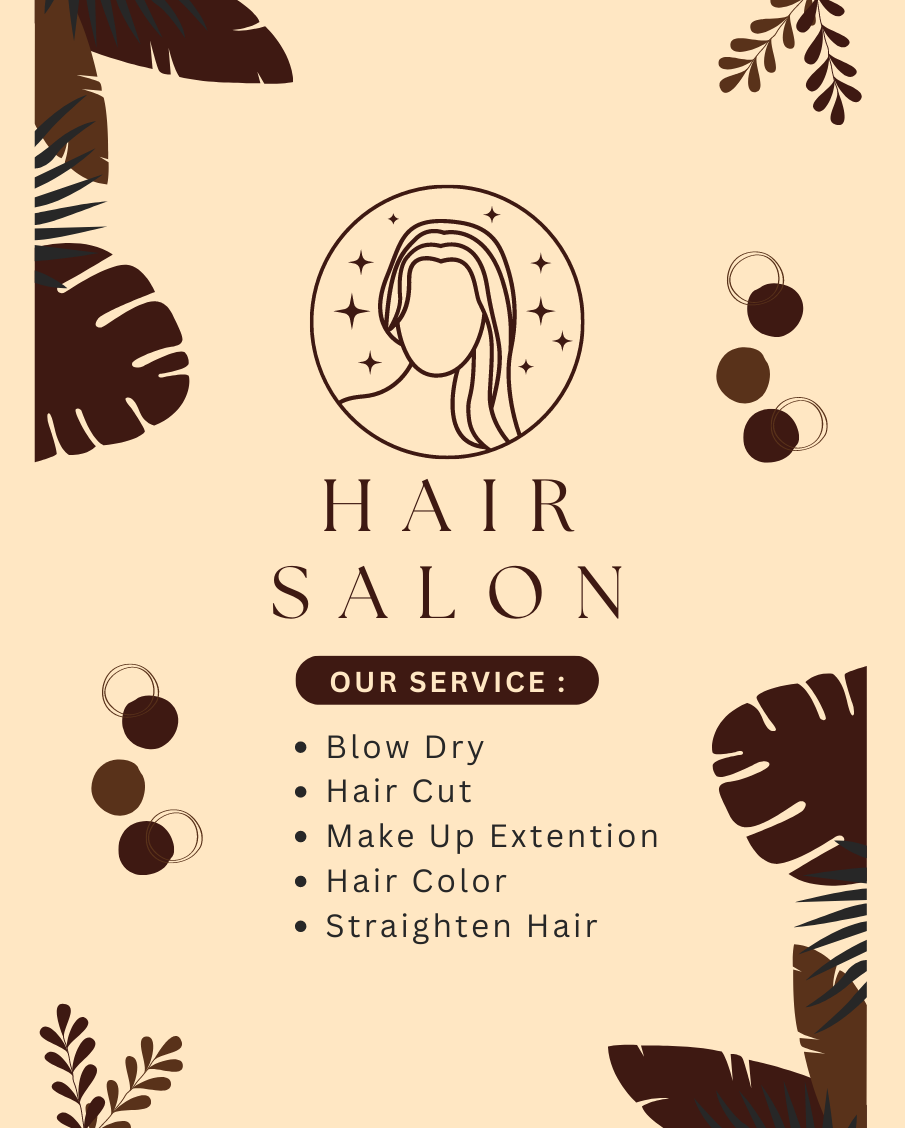 HAIR
SALON
OUR SERVICE :
• Blow Dry
• Hair Cut
• Make Up Extention
• Hair Color
• Straighten Hair